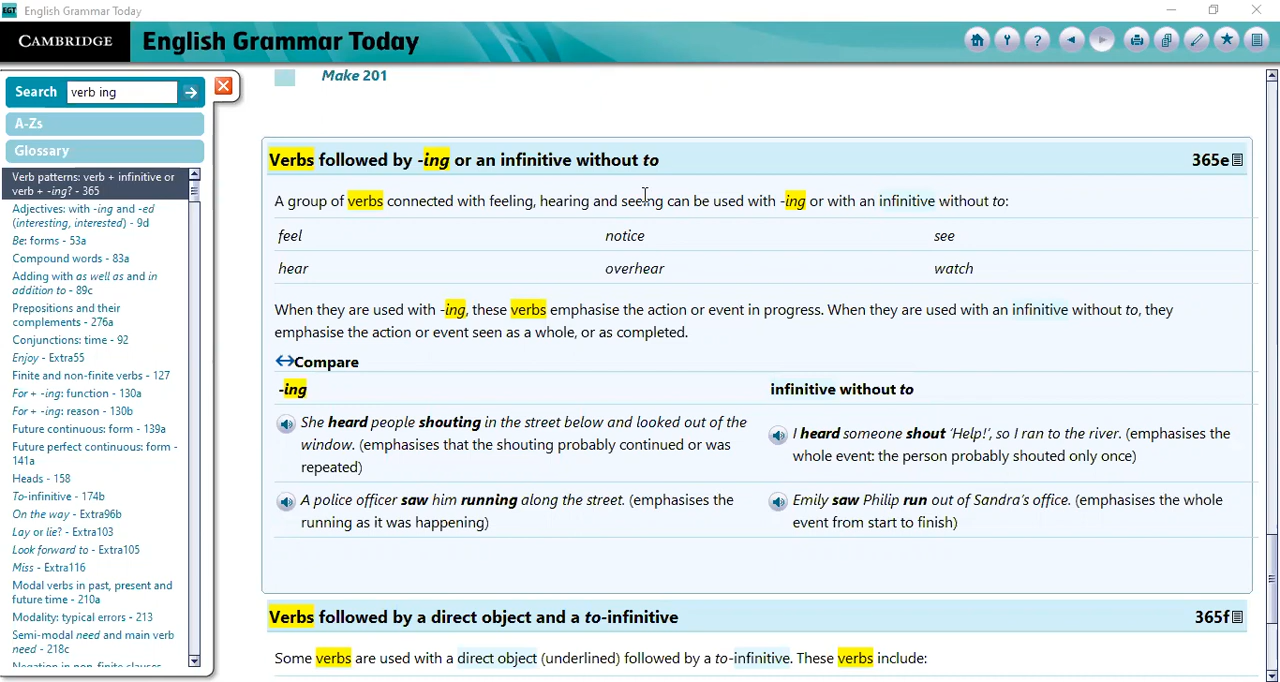 EGT English Grammar Today
CAMBRIDGE English Grammar Today
Search verb ing
A-Zs
Glossary
Verb patterns: verb + infinitive or
verb + -ing? - 365
Adjectives: with -ing and -ed
(interesting, interested) - 9d
Be: forms - 53a
Compound words - 83a
Adding with as well as and in
addition to - 89c
Prepositions and their
complements - 276a
Conjunctions: time - 92
Enjoy - Extra55
Finite and non-finite verbs - 127
For + -ing: function - 130a
For + -ing: reason - 130b
Future continuous: form - 139a
Future perfect continuous: form -
141a
Heads - 158
To-infinitive - 174b
On the way - Extra96b
Lay or lie? - Extra103
Look forward to - Extra105
Miss - Extra116
Modal verbs in past, present and
future time - 210a
Modality: typical errors - 213
Semi-modal need and main verb
need - 218c
Negation in non-finite clauses
Make 201
Verbs followed by -ing or an infinitive without to 365e
A group of verbs connected with feeling, hearing and seeing can be used with -ing or with an infinitive without to:
feel notice see
hear overhear watch
When they are used with -ing, these verbs emphasise the action or event in progress. When they are used with an infinitive without to, they
emphasise the action or event seen as a whole, or as completed.
Compare
-ing infinitive without to
She heard people shouting in the street below and looked out of the
window. (emphasises that the shouting probably continued or was
repeated)
I heard someone shout ‘Help!’, so I ran to the river. (emphasises the
whole event: the person probably shouted only once)
A police officer saw him running along the street. (emphasises the
running as it was happening)
Emily saw Philip run out of Sandra’s office. (emphasises the whole
event from start to finish)
Verbs followed by a direct object and a to-infinitive 365f
Some verbs are used with a direct object (underlined) followed by a to-infinitive. These verbs include: